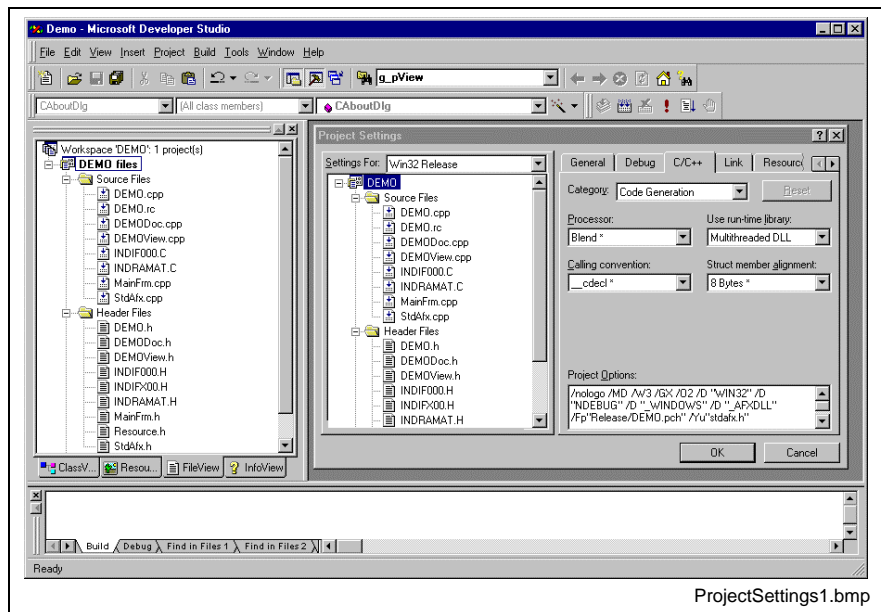 Demo - Microsoft Developer Studio
File Edit View Insert Project Build Tools Window Help
g_pView
CAboutDlg (All class members) CAboutDlg
Workspace 'DEMO': 1 project(s)
DEMO files
Source Files
DEMO.cpp
DEMO.rc
DEMODoc.cpp
DEMOView.cpp
INDIF000.C
INDRAMAT.C
MainFrm.cpp
StdAfx.cpp
Header Files
DEMO.h
DEMODoc.h
DEMOView.h
INDIF000.H
INDIFX00.H
INDRAMAT.H
MainFrm.h
Resource.h
StdAfx.h
ClassV... Resou... FileView InfoView
Project Settings
Settings For: Win32 Release
DEMO
Source Files
DEMO.cpp
DEMO.rc
DEMODoc.cpp
DEMOView.cpp
INDIF000.C
INDRAMAT.C
MainFrm.cpp
StdAfx.cpp
Header Files
DEMO.h
DEMODoc.h
DEMOView.h
INDIF000.H
INDIFX00.H
INDRAMAT.H
General Debug C/C++ Link Resourc
Category: Code Generation Reset
Processor: Use run-time library:
Blend * Multithreaded DLL
Calling convention: Struct member alignment:
__cdecl * 8 Bytes *
Project Options:
/nologo /MD /W3 /GX /O2 /D "WIN32" /D
"NDEBUG" /D "_WINDOWS" /D "_AFXDLL"
/Fp"Release/DEMO.pch" /Yu"stdafx.h"
OK Cancel
Build Debug Find in Files 1 Find in Files 2
Ready
ProjectSettings1.bmp